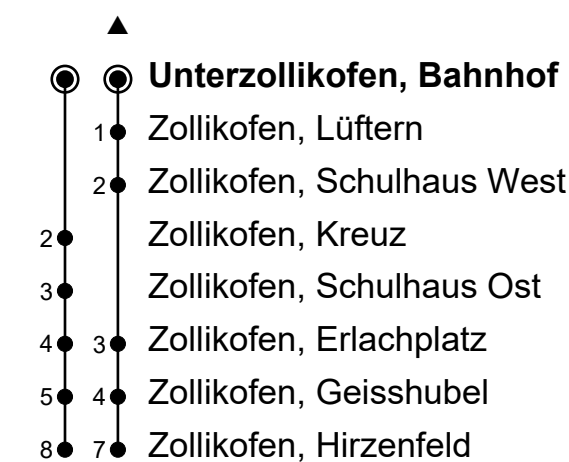 ▲
Unterzollikofen, Bahnhof
1 Zollikofen, Lüftern
2 Zollikofen, Schulhaus West
2 Zollikofen, Kreuz
3 Zollikofen, Schulhaus Ost
4 3 Zollikofen, Erlachplatz
5 4 Zollikofen, Geisshubel
8 7 Zollikofen, Hirzenfeld